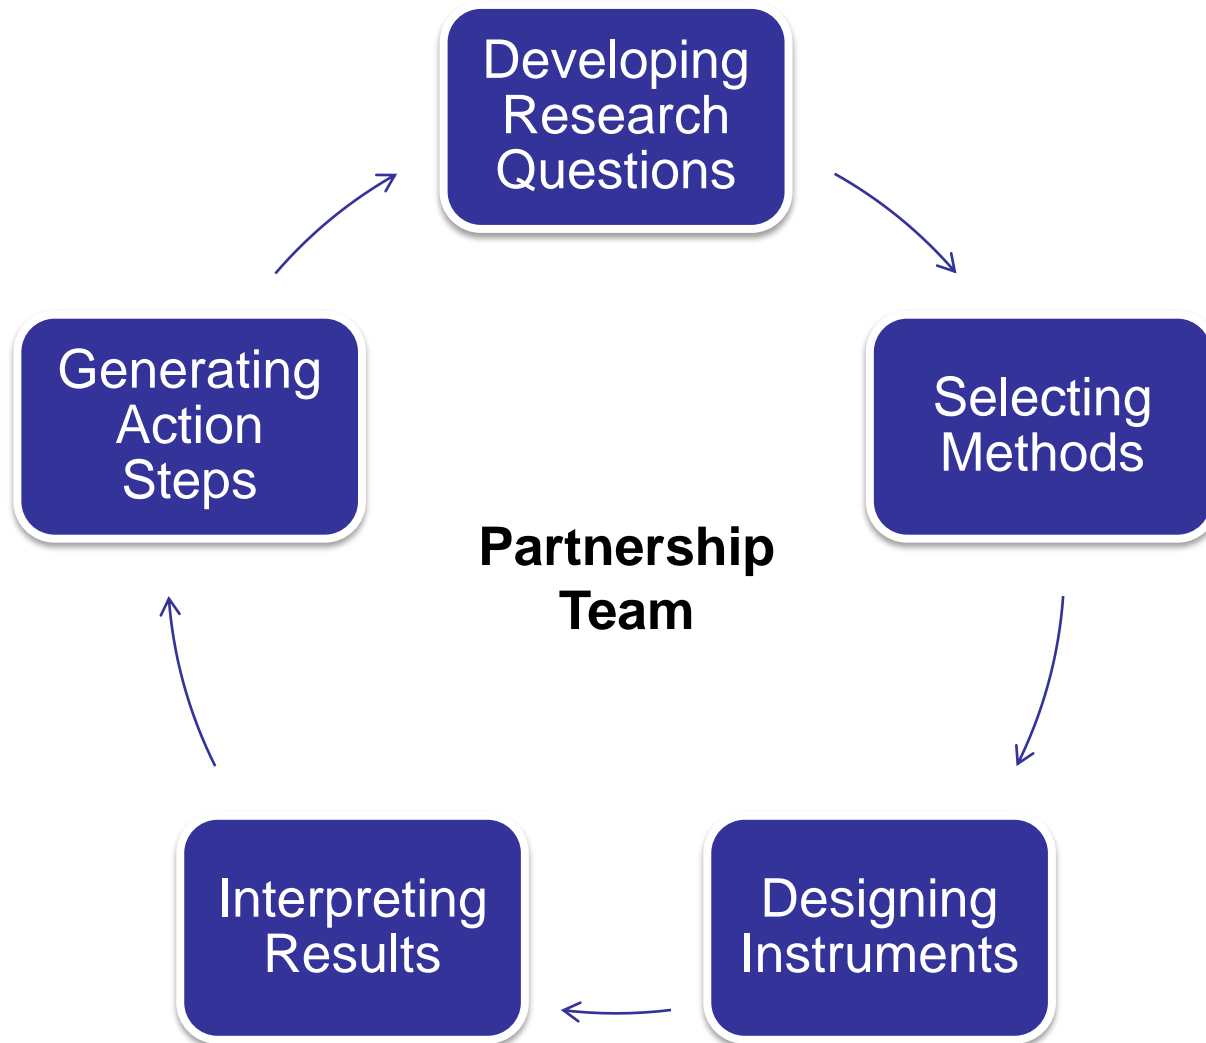 Developing
Research
Questions
Selecting
Methods
Designing
Instruments
Interpreting
Results
Generating
Action
Steps
Partnership
Team